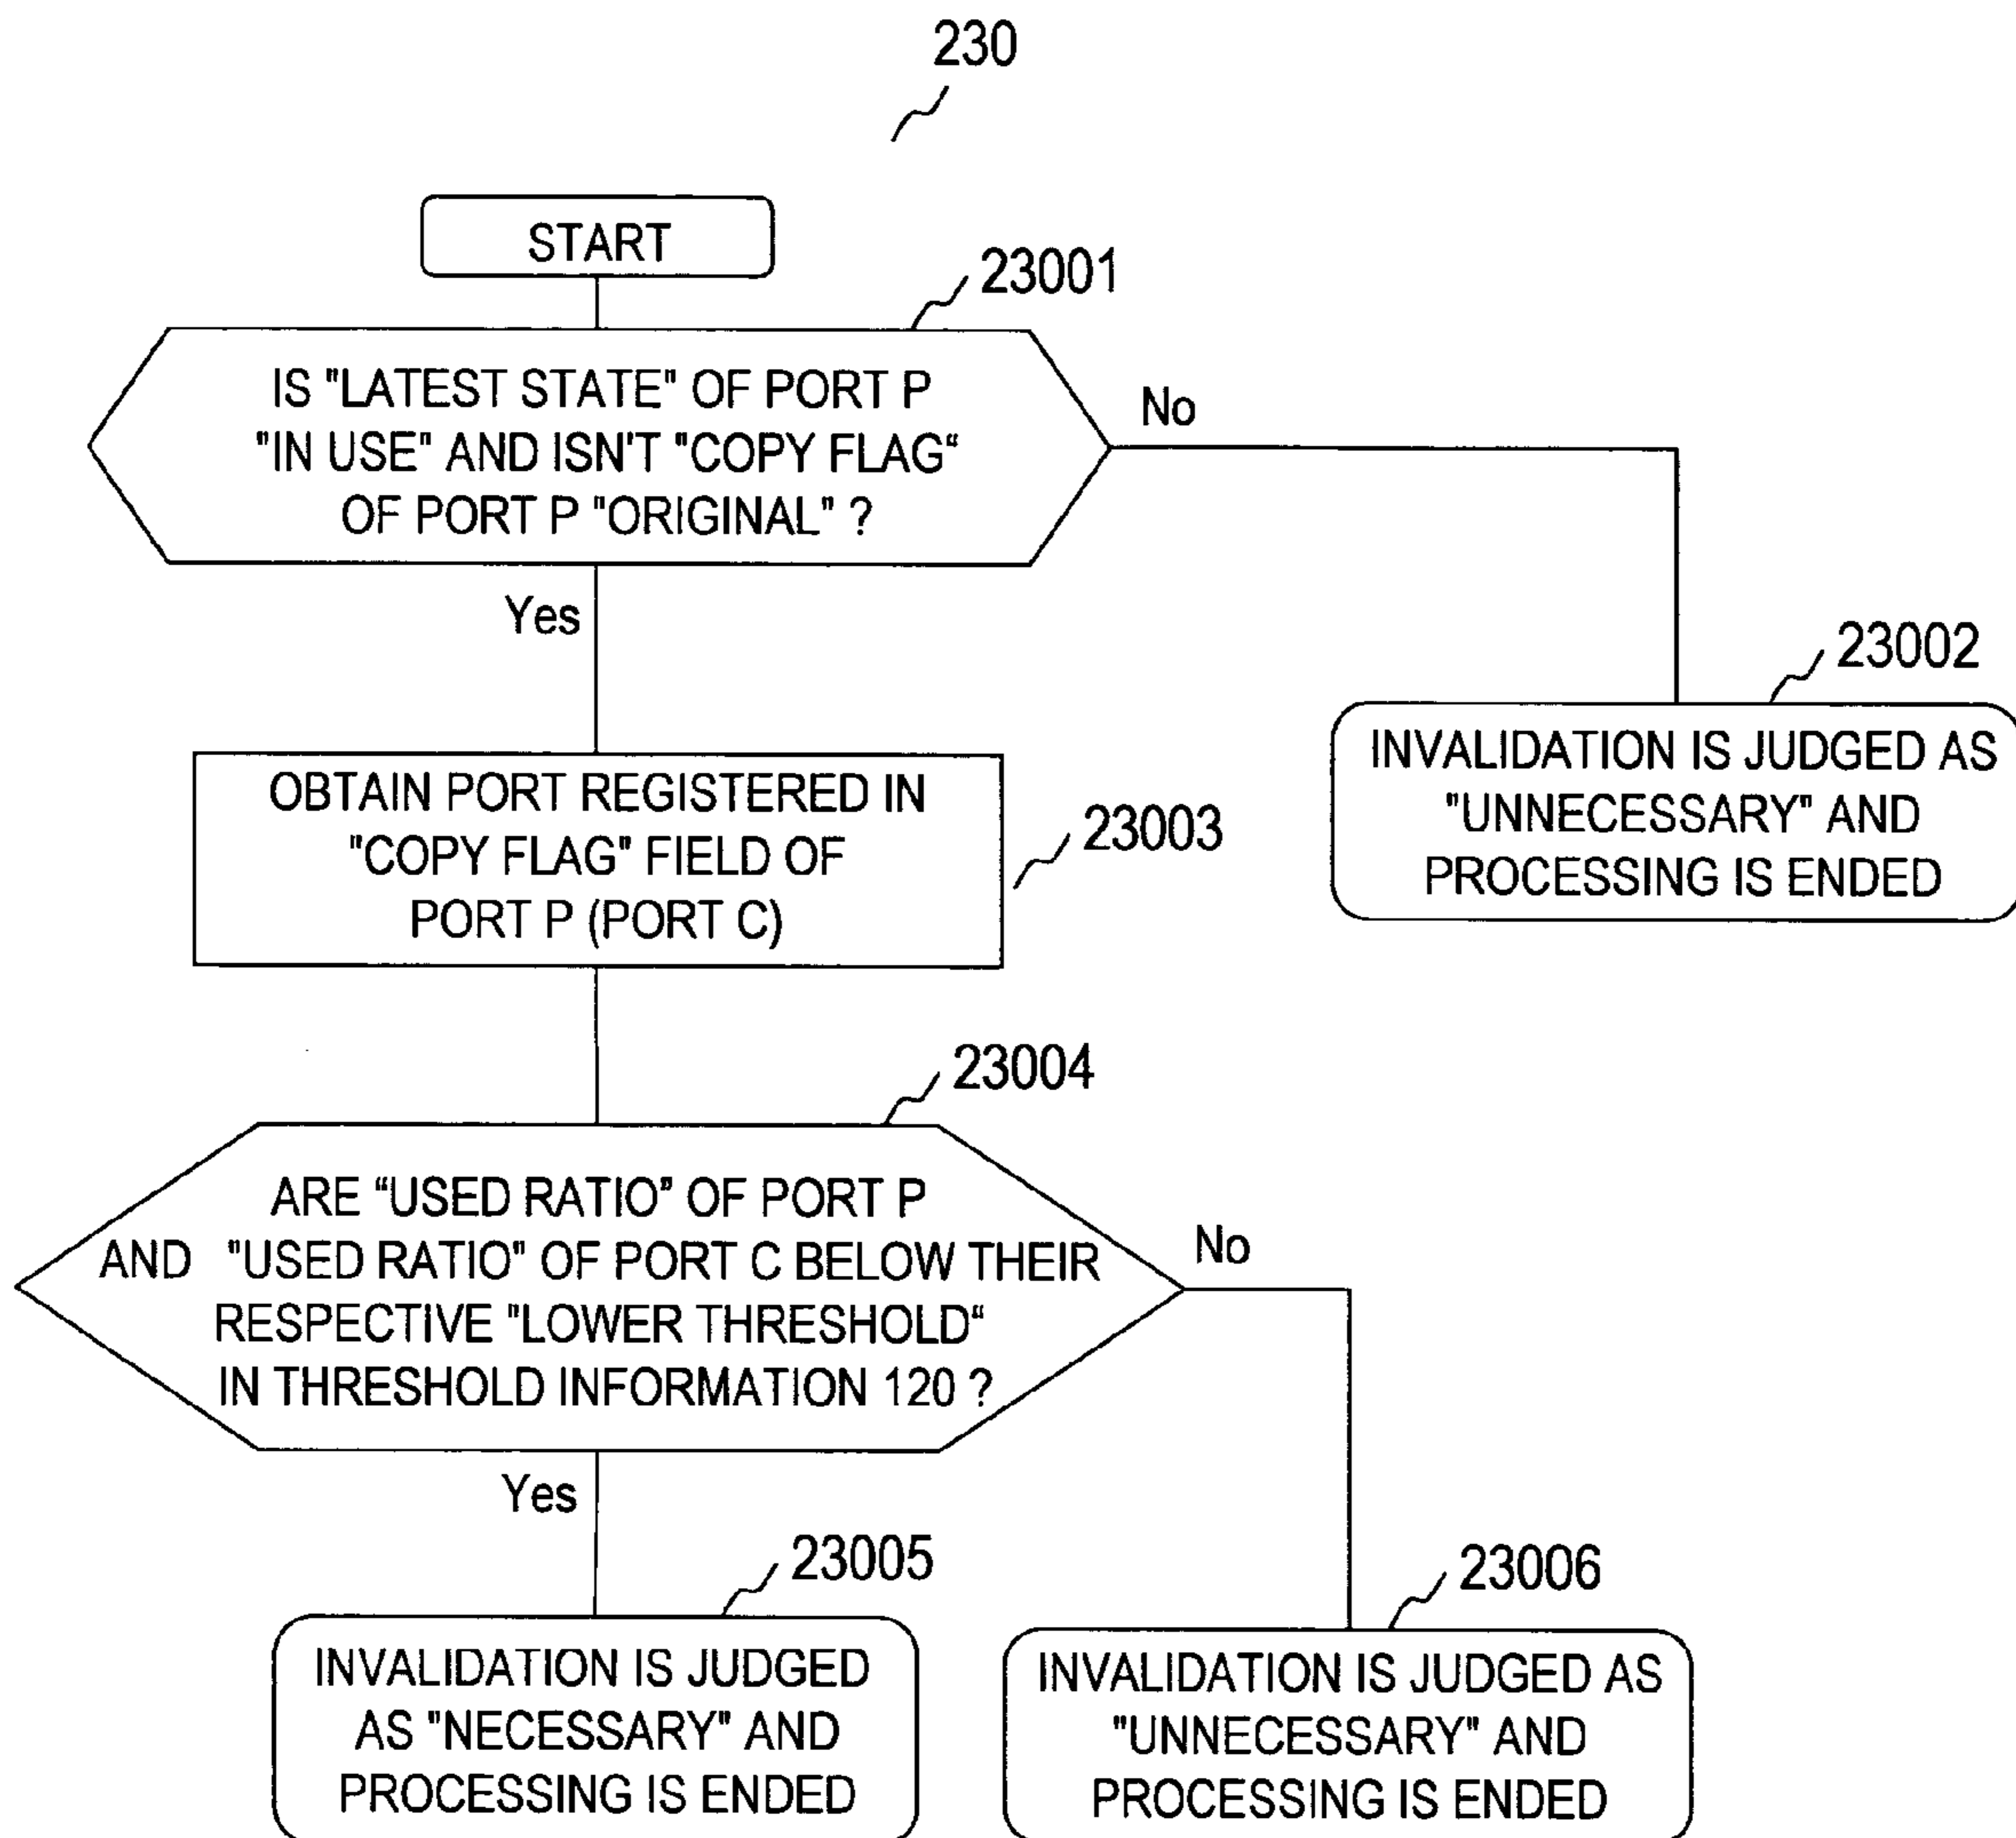 230
START
23001
IS "LATEST STATE" OF PORT P
"IN USE" AND ISN'T "COPY FLAG"
OF PORT P "ORIGINAL" ?
No
Yes
23002
INVALIDATION IS JUDGED AS
"UNNECESSARY" AND
PROCESSING IS ENDED
OBTAIN PORT REGISTERED IN
"COPY FLAG" FIELD OF
PORT P (PORT C)
23003
23004
ARE "USED RATIO" OF PORT P
AND "USED RATIO" OF PORT C BELOW THEIR
RESPECTIVE "LOWER THRESHOLD"
IN THRESHOLD INFORMATION 120 ?
No
Yes
23005
INVALIDATION IS JUDGED
AS "NECESSARY" AND
PROCESSING IS ENDED
23006
INVALIDATION IS JUDGED AS
"UNNECESSARY" AND
PROCESSING IS ENDED